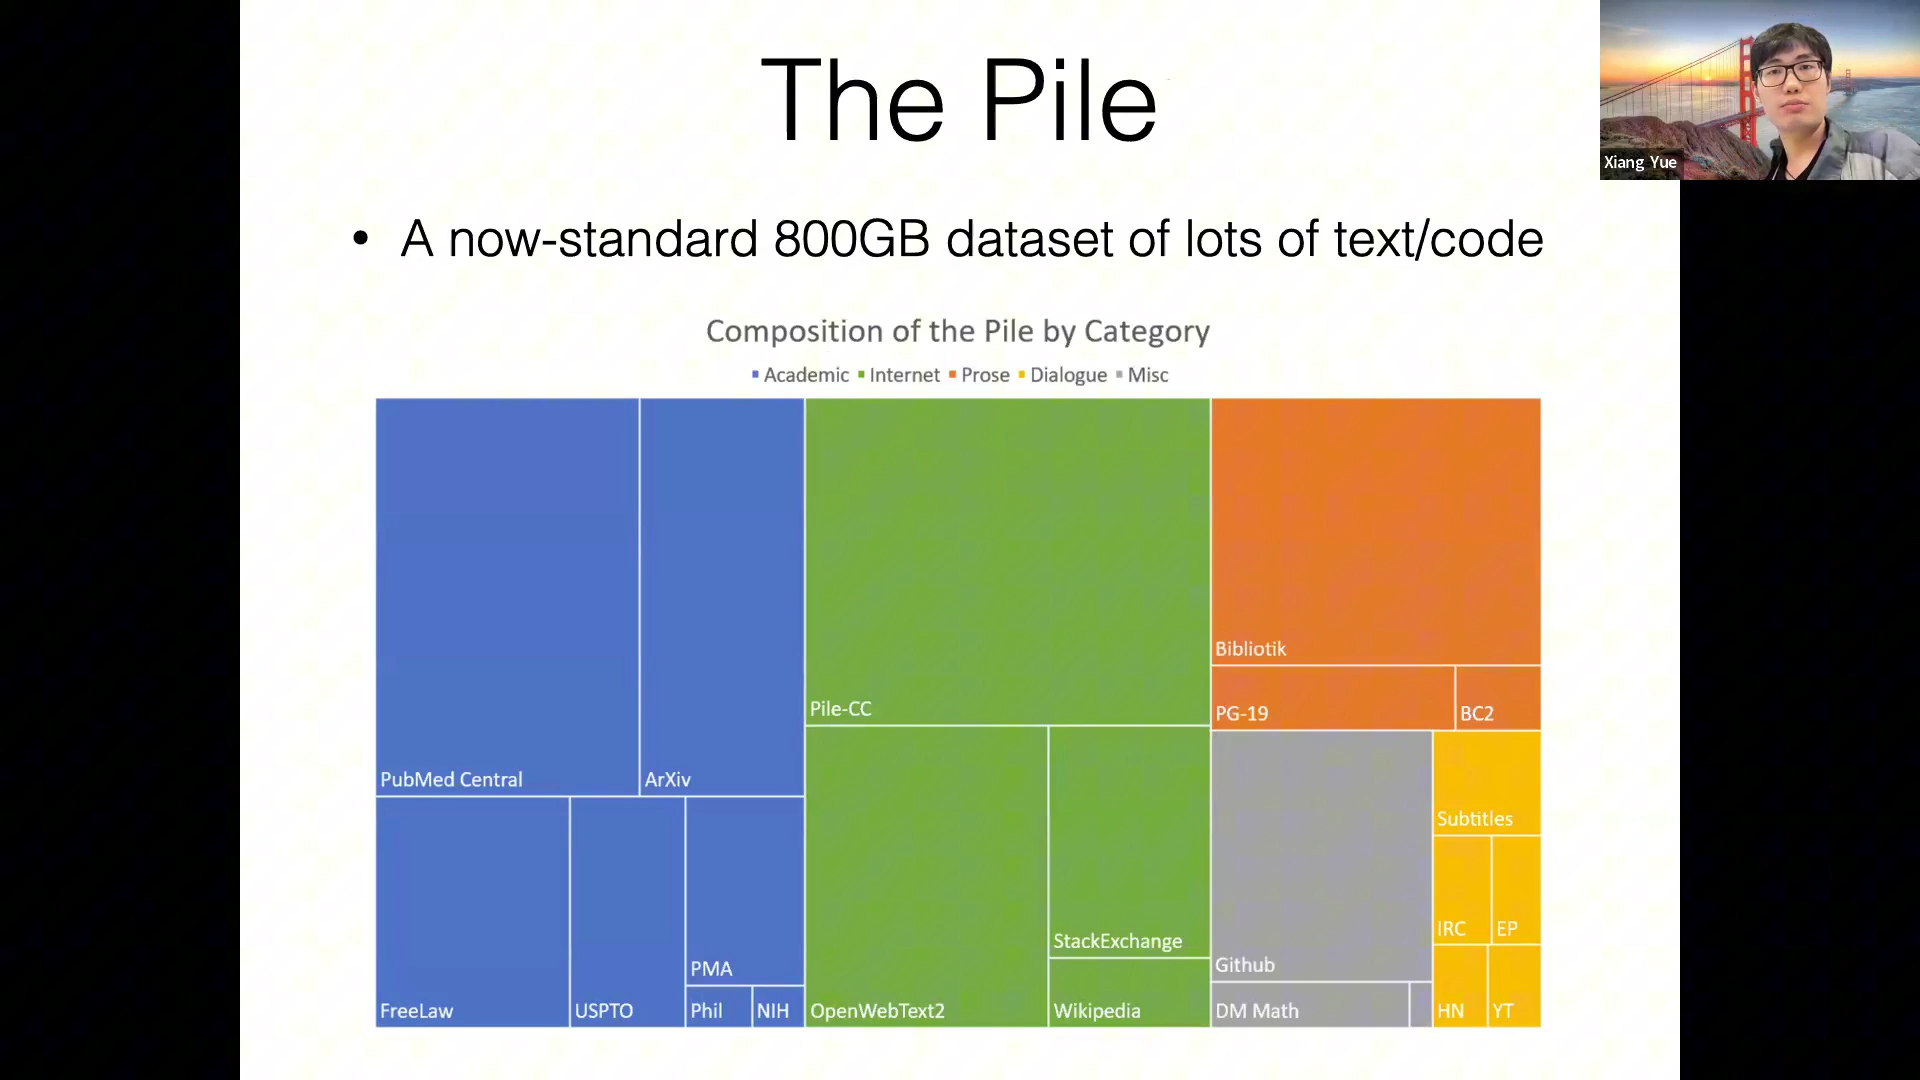 The Pile
Xiang Yue
• A now-standard 800GB dataset of lots of text/code
Composition of the Pile by Category
Academic Internet Prose Dialogue Misc
PubMed Central
ArXiv
FreeLaw
USPTO
PMA
Phil
NIH
Pile-CC
OpenWebText2
StackExchange
Wikipedia
Bibliotik
PG-19
BC2
Github
DM Math
Subtitles
IRC
EP
HN
YT